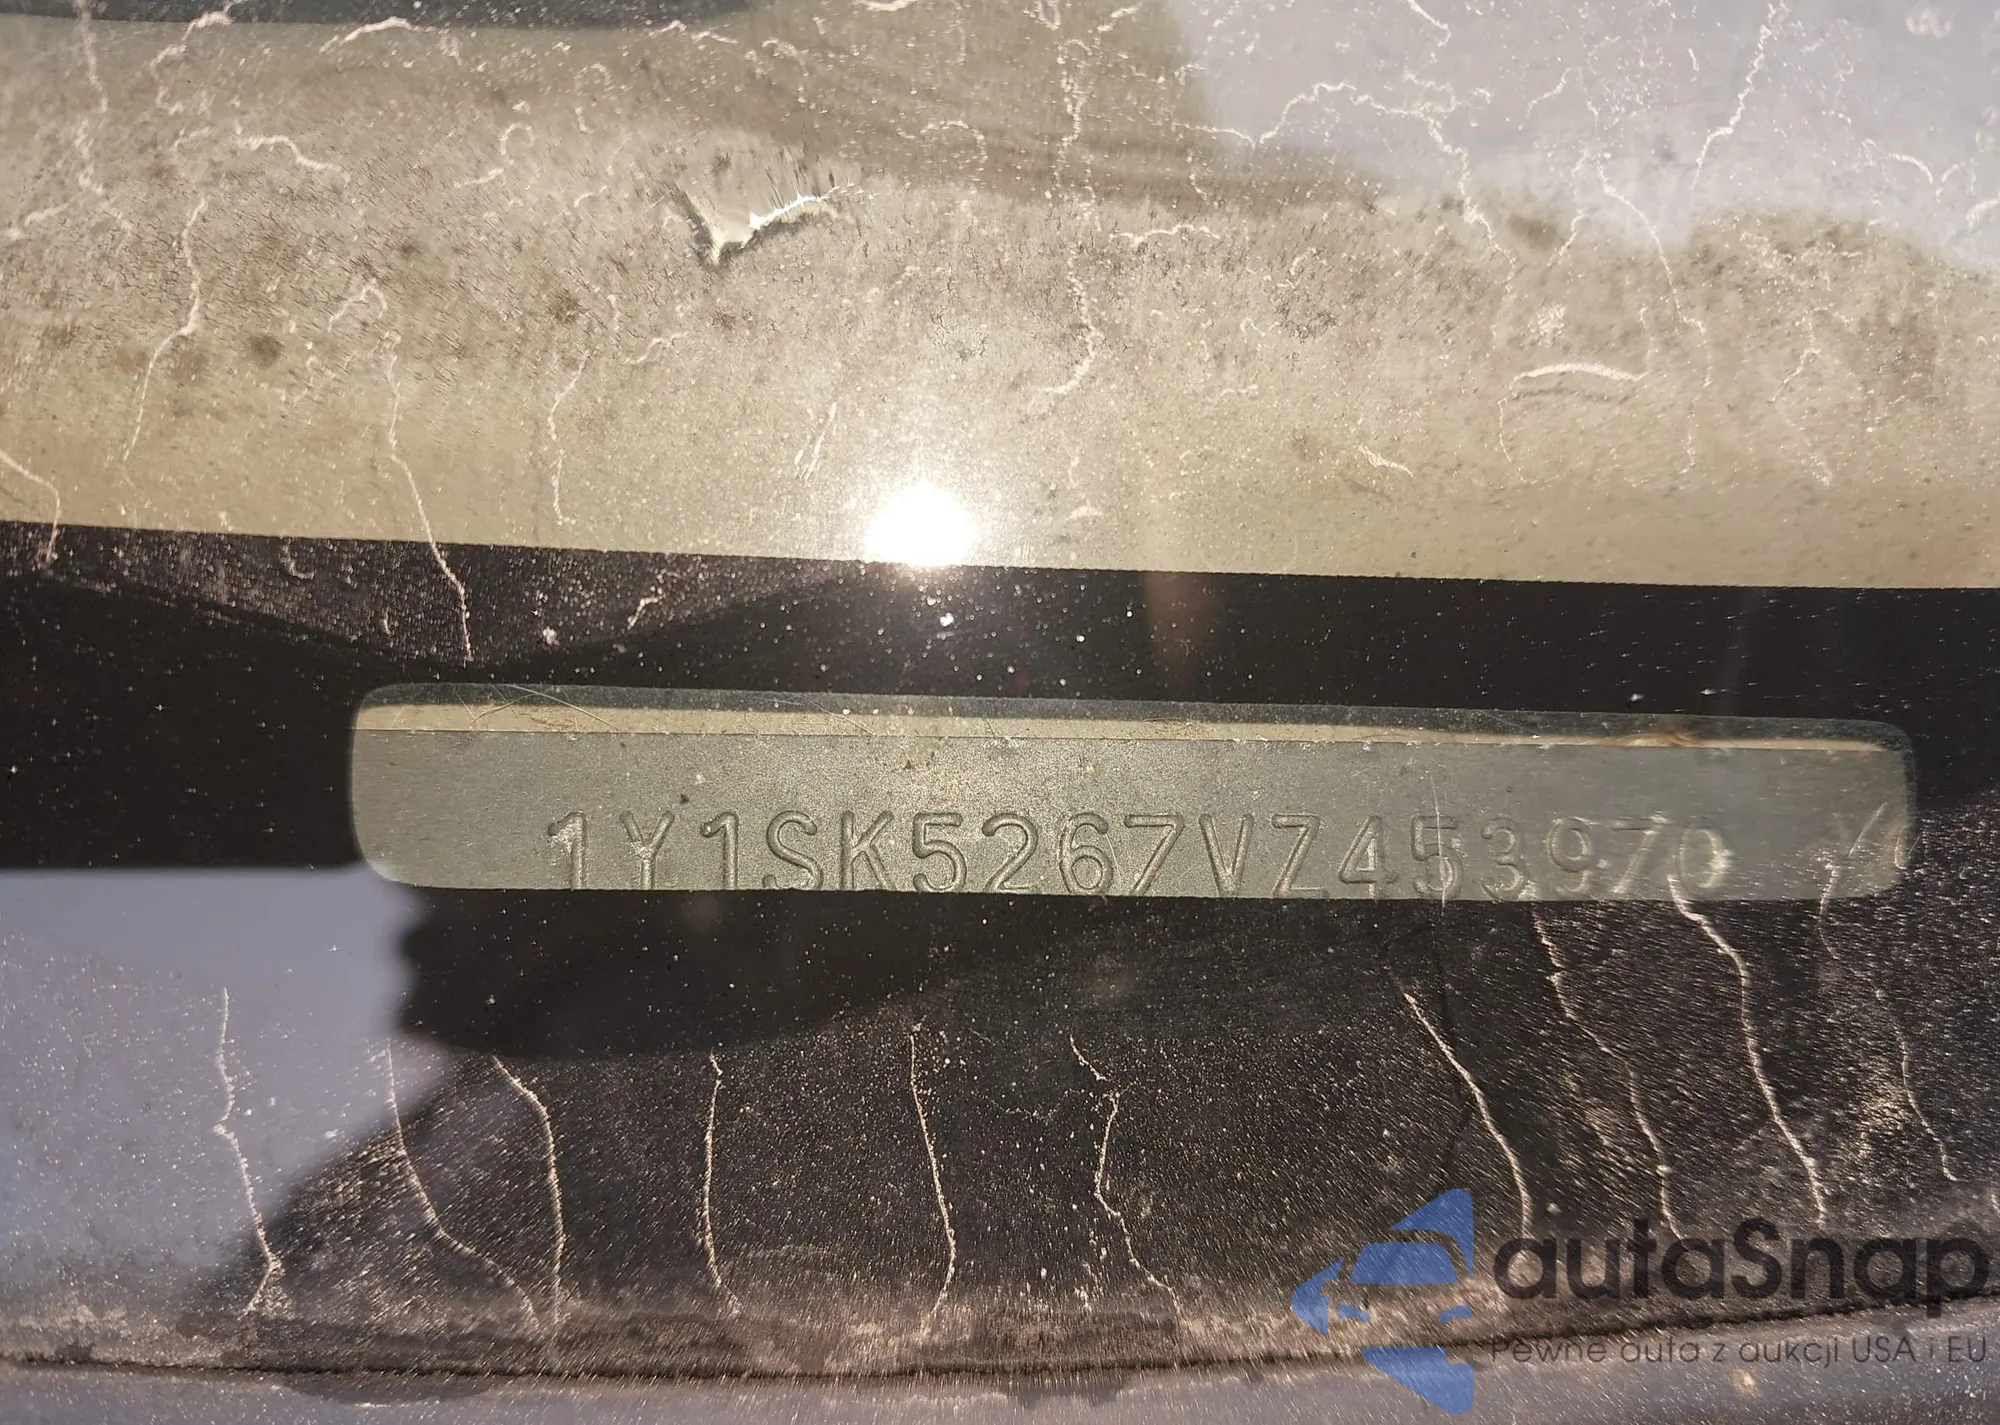 1Y1SK5267VZ453970
autaSnap
Pewne auta z aukcji USA i EU